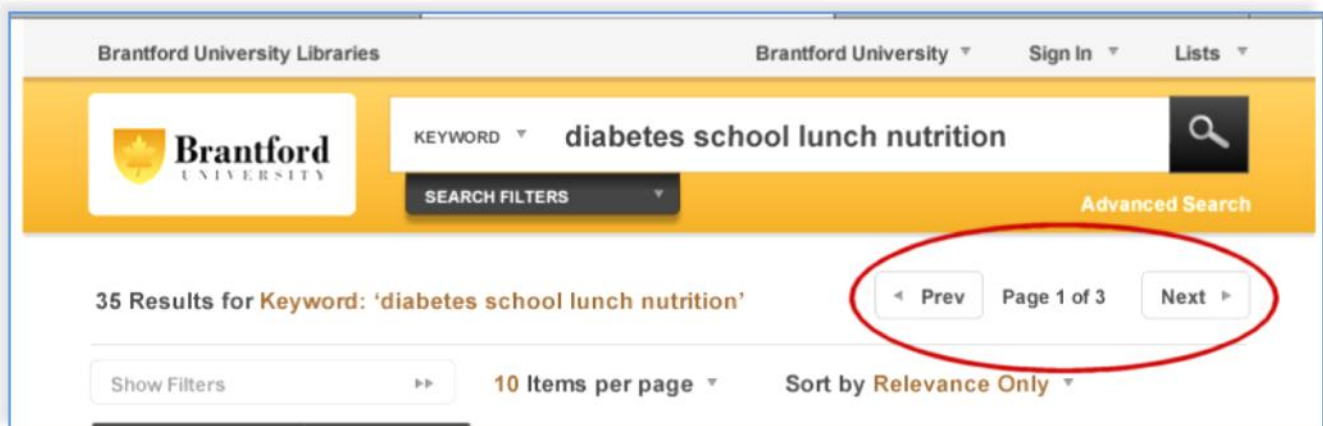 Brantford University Libraries
Brantford University
Sign In
Lists
Brantford
UNIVERSITY
KEYWORD
diabetes school lunch nutrition
SEARCH FILTERS
Advanced Search
35 Results for Keyword: ‘diabetes school lunch nutrition’
Prev
Page 1 of 3
Next
Show Filters
10 Items per page
Sort by Relevance Only